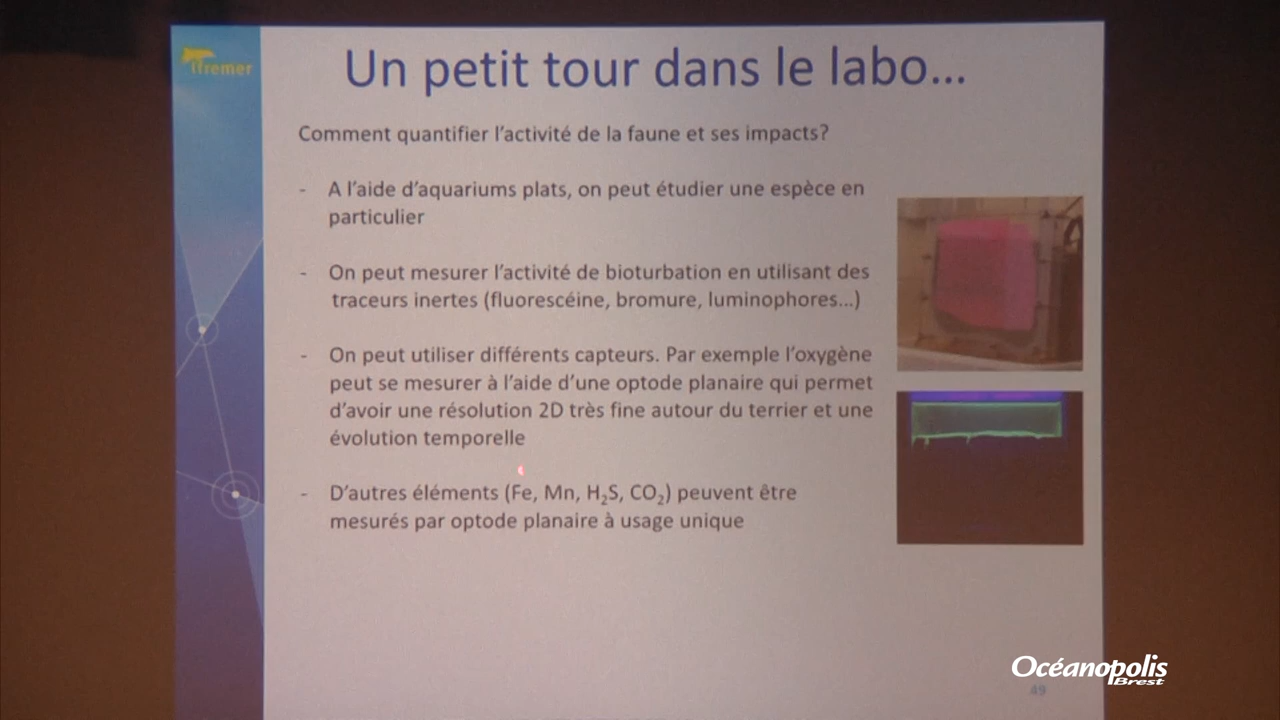 Ifremer
Un petit tour dans le labo...
Comment quantifier l'activité de la faune et ses impacts?
- A l'aide d'aquariums plats, on peut étudier une espèce en
particulier
- On peut mesurer l'activité de bioturbation en utilisant des
traceurs inertes (fluorescéine, bromure, luminophores...)
- On peut utiliser différents capteurs. Par exemple l'oxygène
peut se mesurer à l'aide d'une optode planaire qui permet
d'avoir une résolution 2D très fine autour du terrier et une
évolution temporelle
- D'autres éléments (Fe, Mn, H₂S, CO₂) peuvent être
mesurés par optode planaire à usage unique
Océanopolis
Brest
49